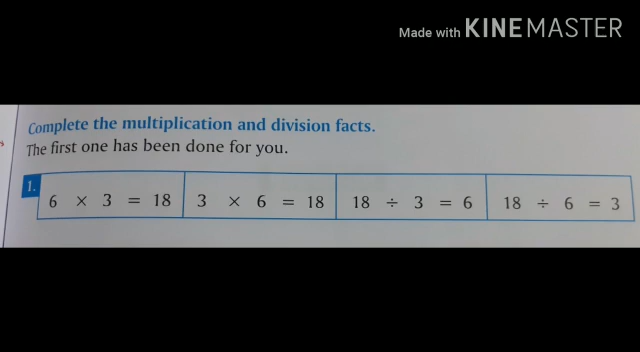 Made with KINEMASTER
Complete the multiplication and division facts.
The first one has been done for you.
1.
6 × 3 = 18 3 × 6 = 18 18 ÷ 3 = 6 18 ÷ 6 = 3